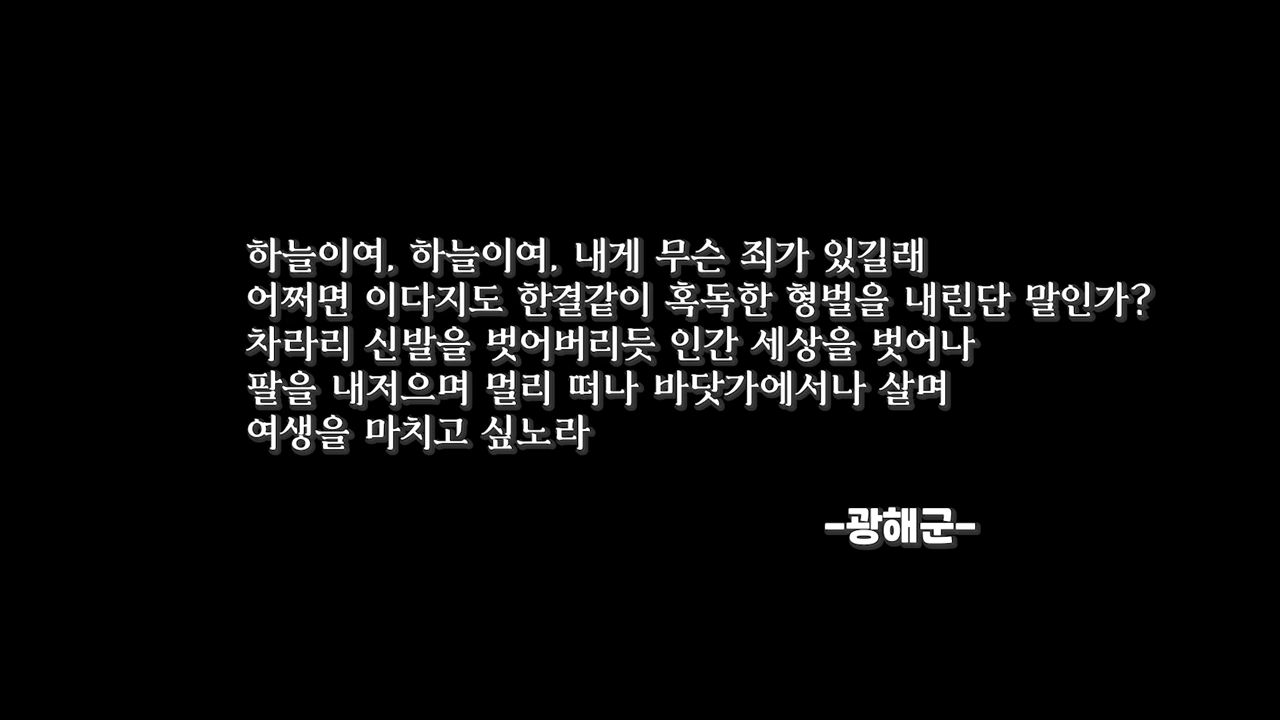 하늘이여, 하늘이여, 내게 무슨 죄가 있길래
어쩌면 이다지도 한결같이 혹독한 형벌을 내린단 말인가?
차라리 신발을 벗어버리듯 인간 세상을 벗어나
팔을 내저으며 멀리 떠나 바닷가에서나 살며
여생을 마치고 싶노라
-광해군-